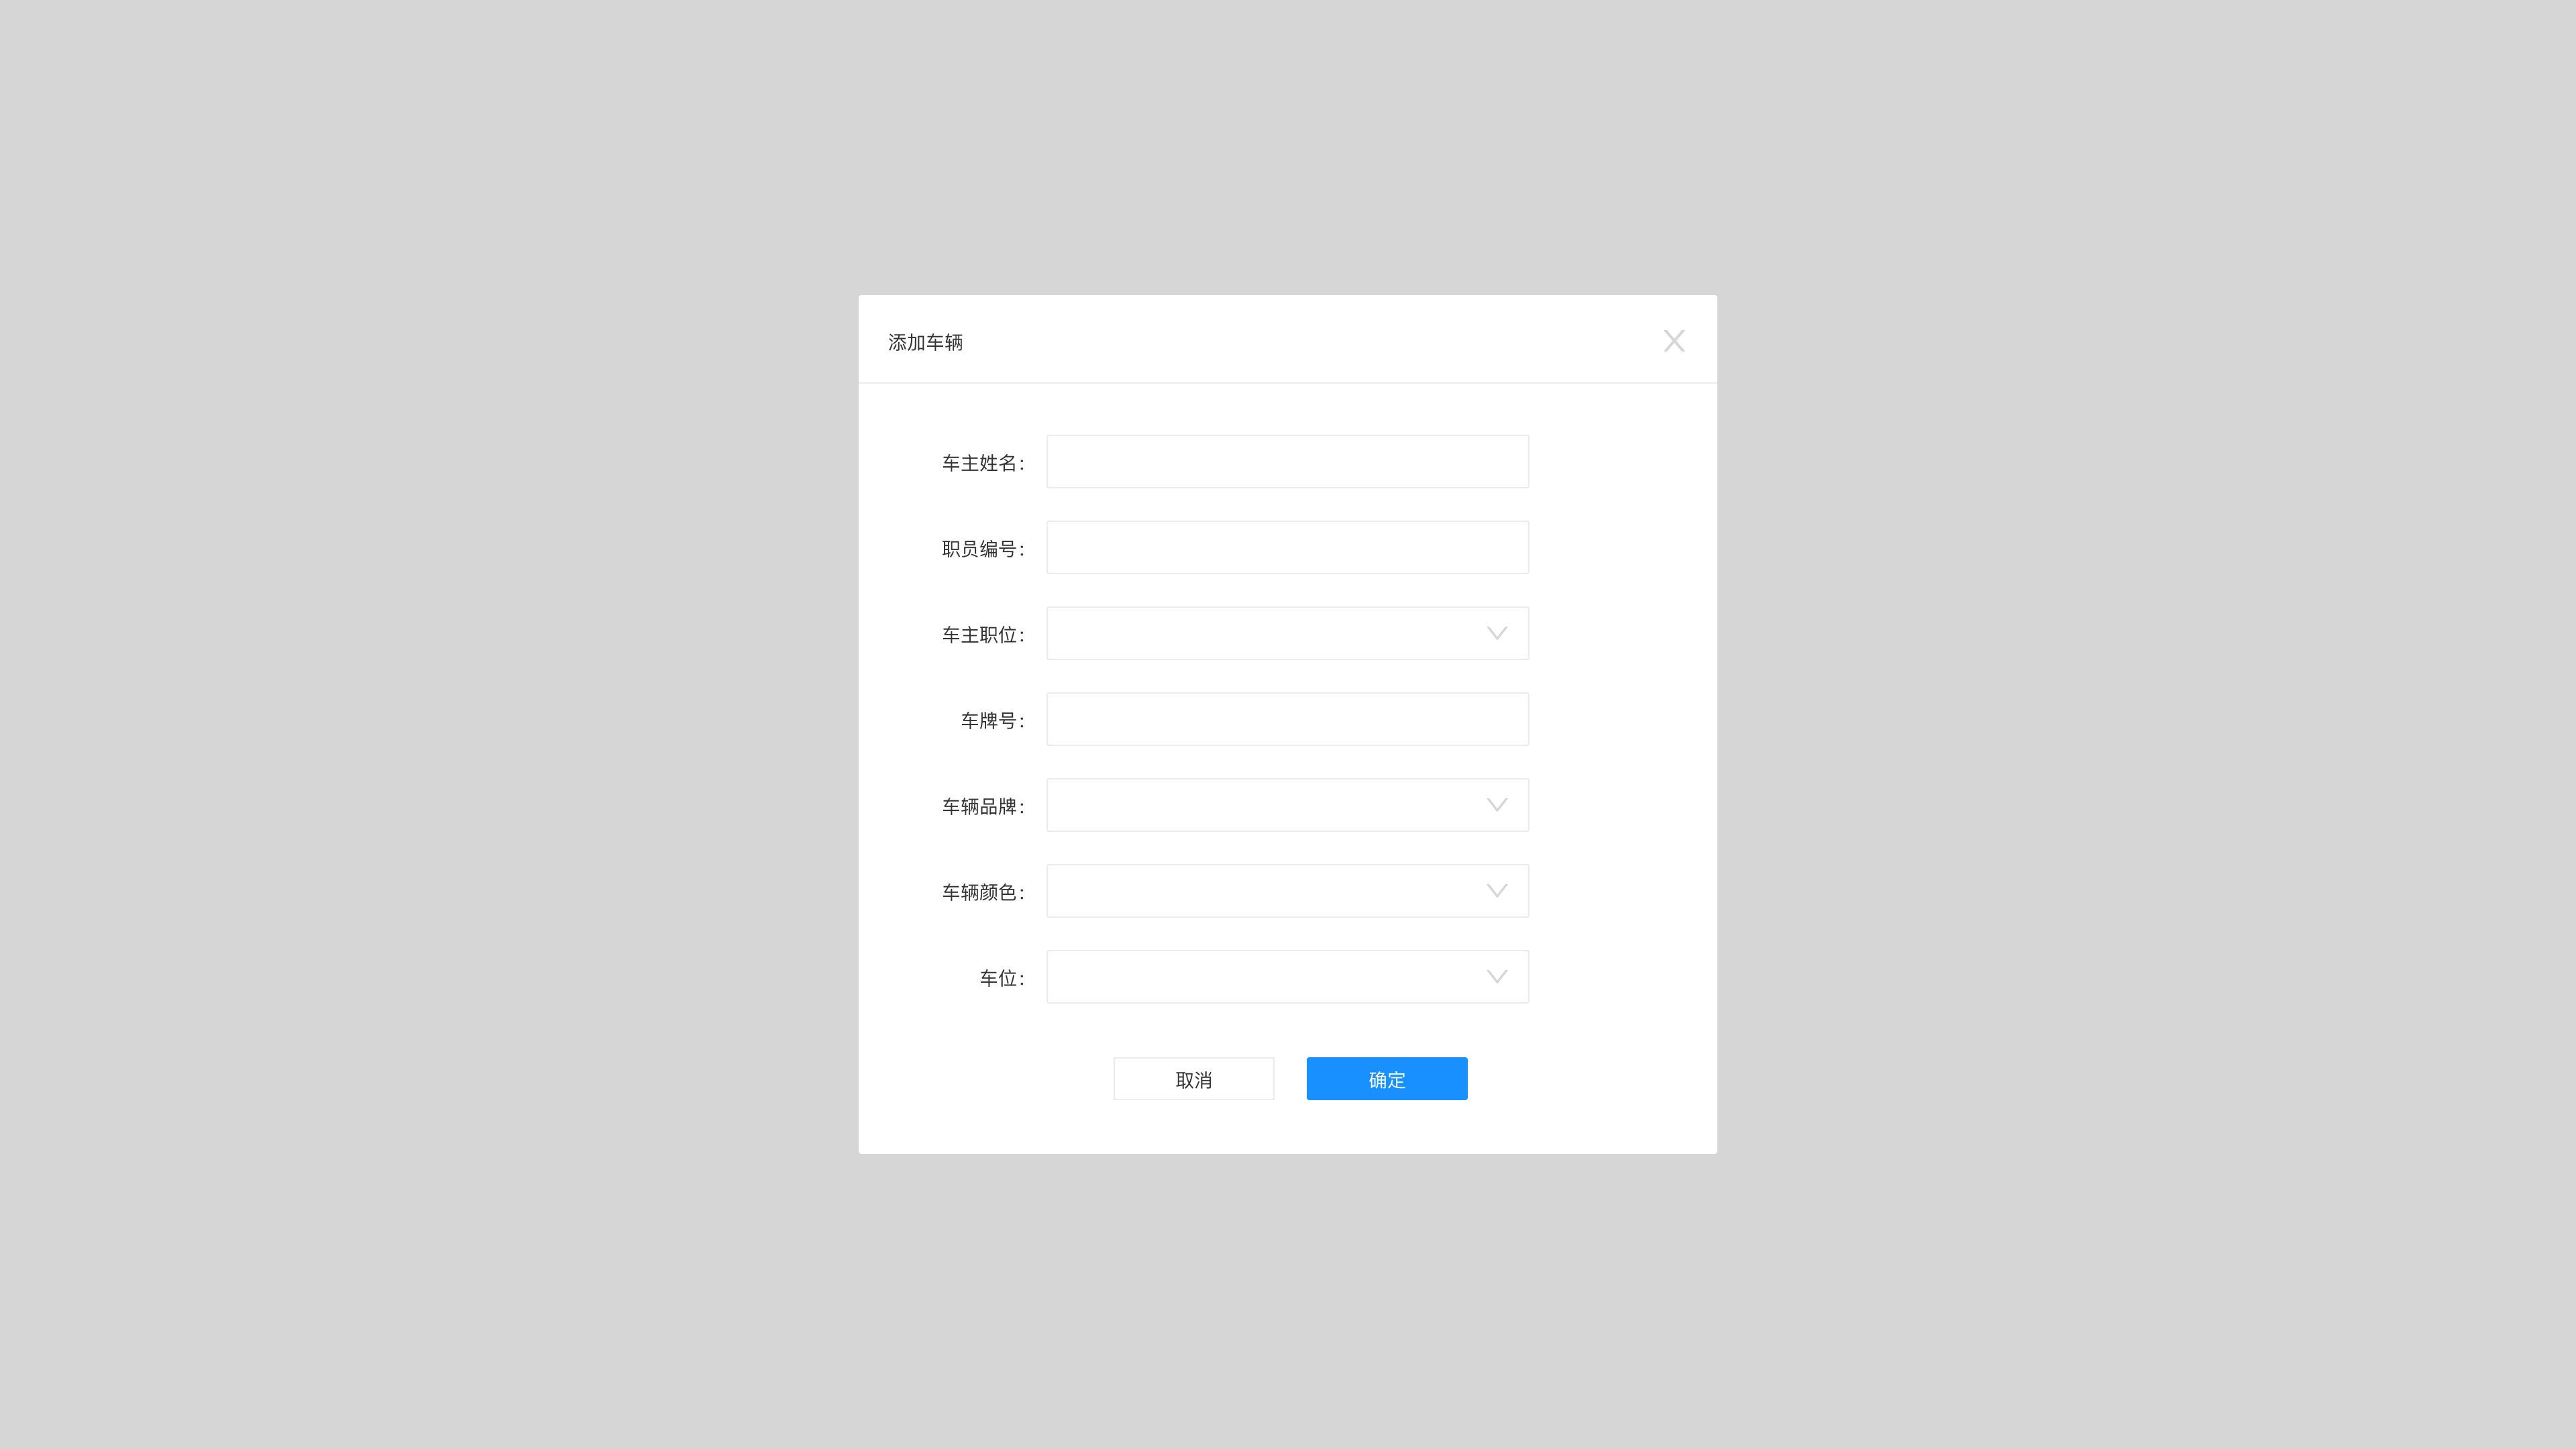 添加车辆
车主姓名：
职员编号：
车主职位：
车牌号：
车辆品牌：
车辆颜色：
车位：
取消 确定